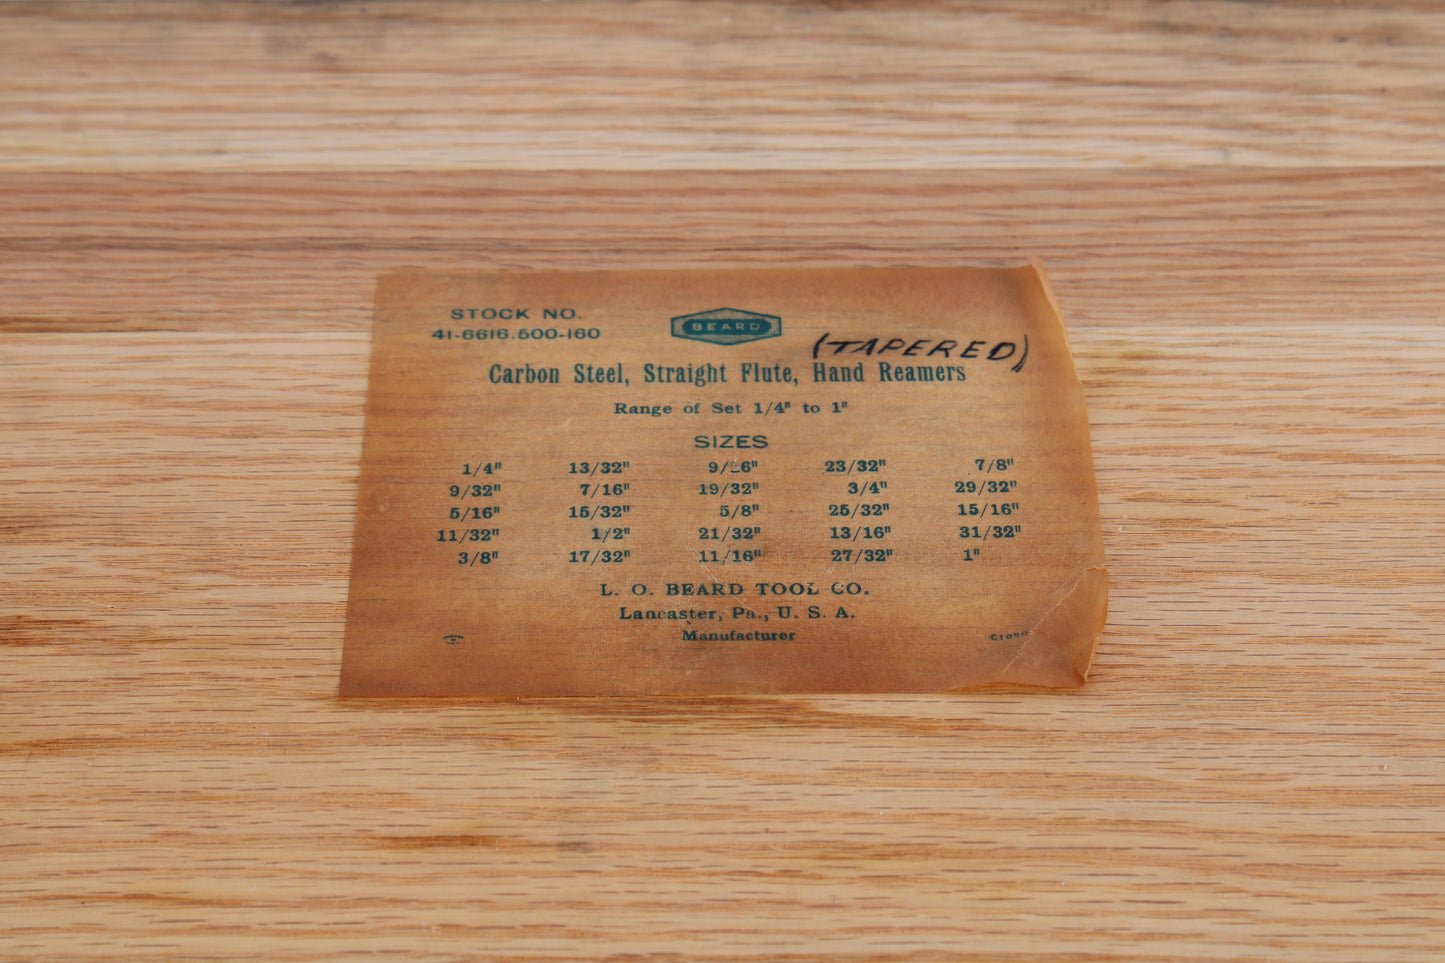 STOCK NO.
41-6616.500-160
BEARD
(TAPERED)
Carbon Steel, Straight Flute, Hand Reamers
Range of Set 1/4" to 1"
SIZES
1/4" 13/32" 9/16" 23/32" 7/8"
9/32" 7/16" 19/32" 3/4" 29/32"
5/16" 15/32" 5/8" 25/32" 15/16"
11/32" 1/2" 21/32" 13/16" 31/32"
3/8" 17/32" 11/16" 27/32" 1"
L. O. BEARD TOOL CO.
Lancaster, Pa., U. S. A.
Manufacturer
C1050